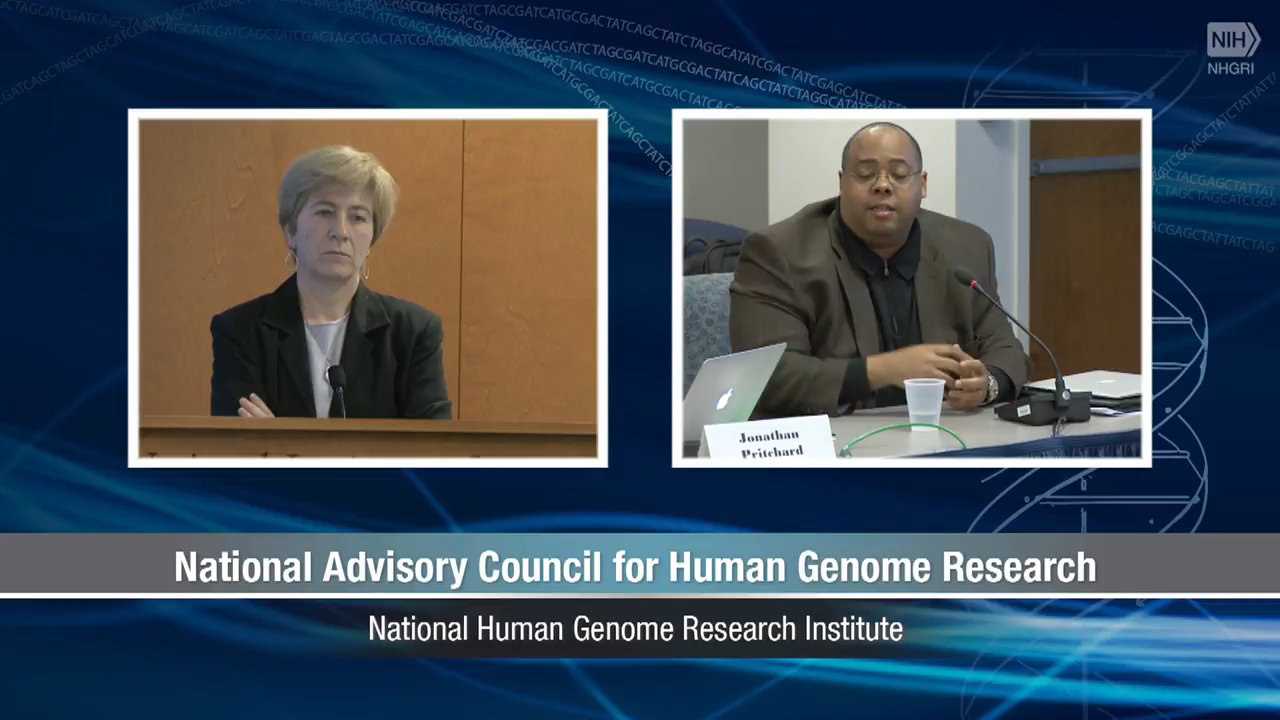 NIH
NHGRI
Jonathan
Pritchard
National Advisory Council for Human Genome Research
National Human Genome Research Institute